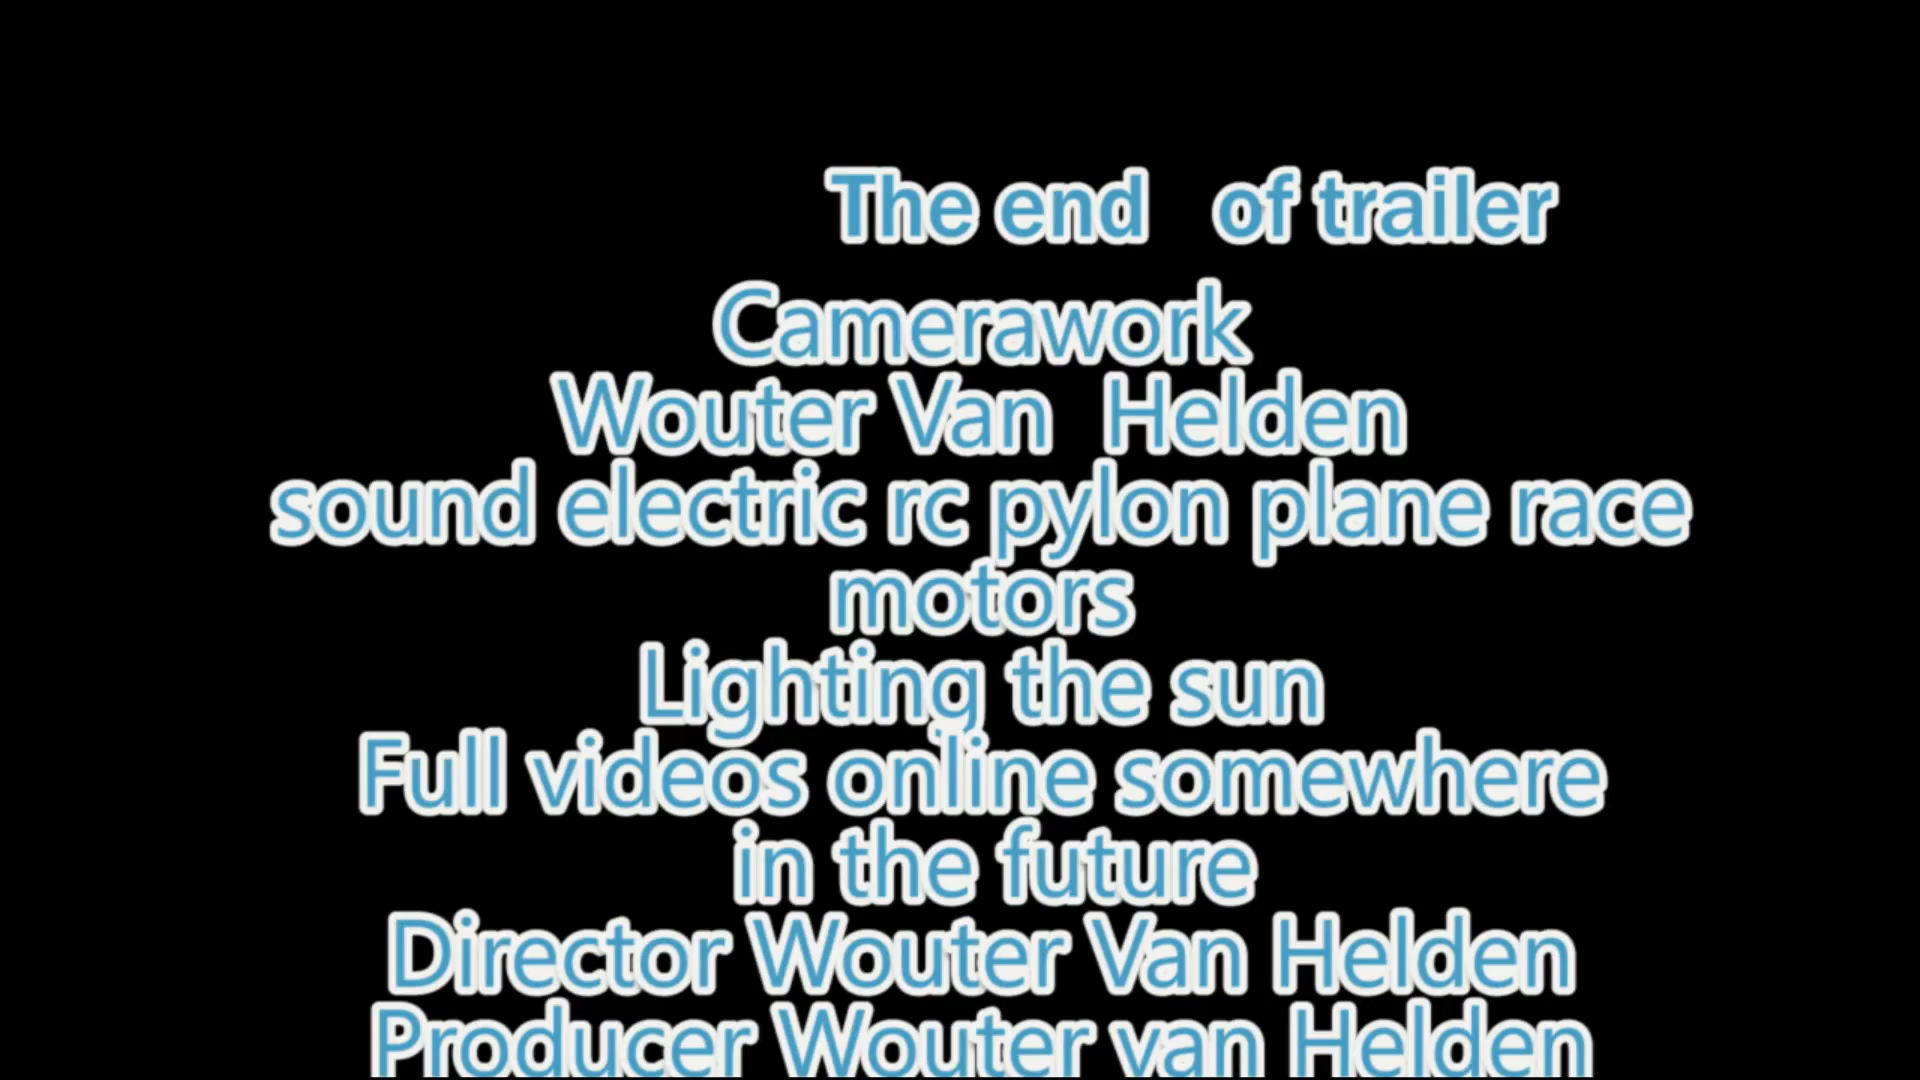 The end of trailer
Camerawork
Wouter Van Helden
sound electric rc pylon plane race
motors
Lighting the sun
Full videos online somewhere
in the future
Director Wouter Van Helden
Producer Wouter van Helden